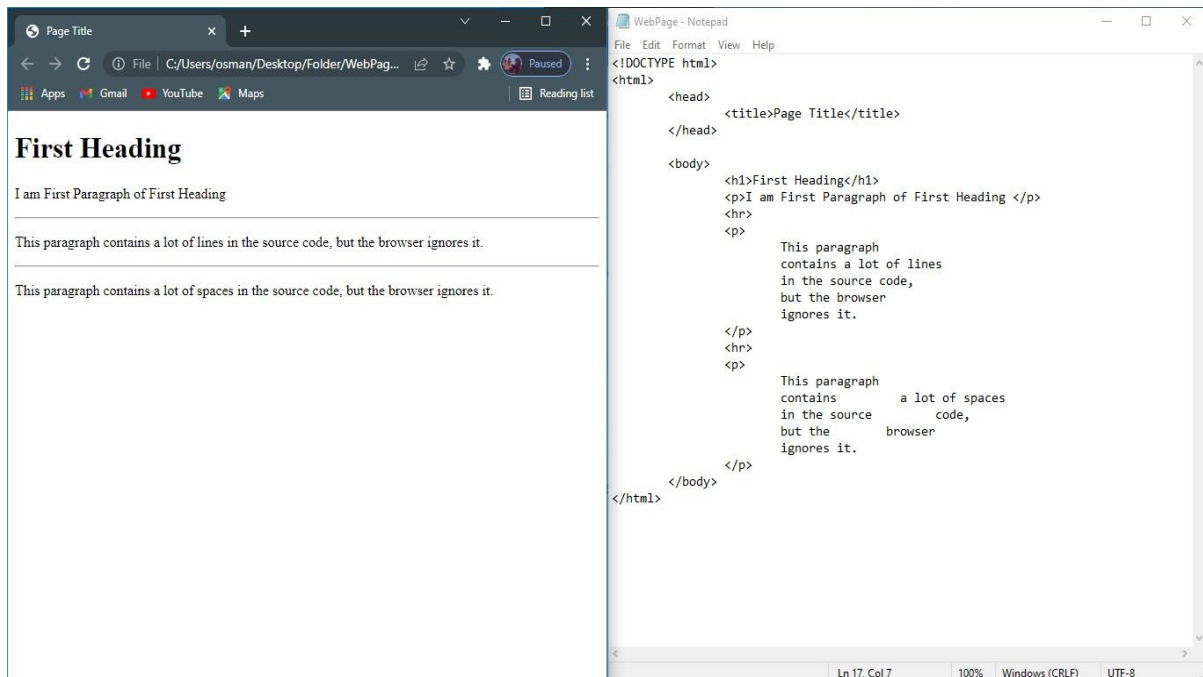 Page Title
File | C:/Users/osman/Desktop/Folder/WebPag...
Paused
Apps Gmail YouTube Maps
Reading list
First Heading
I am First Paragraph of First Heading
This paragraph contains a lot of lines in the source code, but the browser ignores it.
This paragraph contains a lot of spaces in the source code, but the browser ignores it.
WebPage - Notepad
File Edit Format View Help
<!DOCTYPE html>
<html>
<head>
<title>Page Title</title>
</head>
<body>
<h1>First Heading</h1>
<p>I am First Paragraph of First Heading </p>
<hr>
<p>
This paragraph
contains a lot of lines
in the source code,
but the browser
ignores it.
</p>
<hr>
<p>
This paragraph
contains         a lot of spaces
in the source         code,
but the        browser
ignores it.
</p>
</body>
</html>
Ln 17, Col 7 100% Windows (CRLF) UTF-8